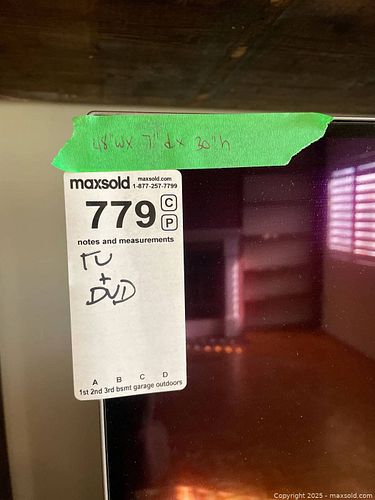 48"W x 7"d x 30"h
maxsold maxsold.com
1-877-257-7799
779 C
P
notes and measurements
TV
+
DVD
A B C D
1st 2nd 3rd bsmt garage outdoors
Copyright 2025 - maxsold.com